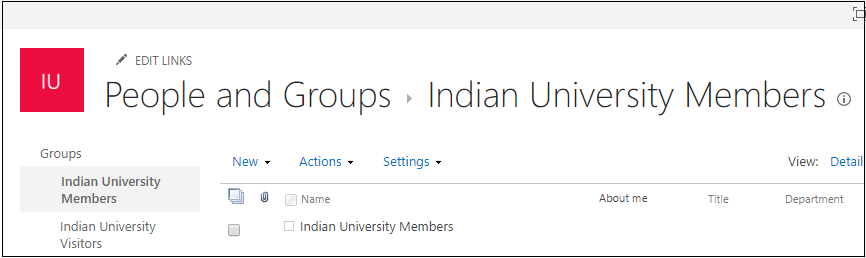 IU
EDIT LINKS
People and Groups ▸ Indian University Members
Groups
Indian University
Members
Indian University
Visitors
New Actions Settings View: Detail
Name About me Title Department
Indian University Members